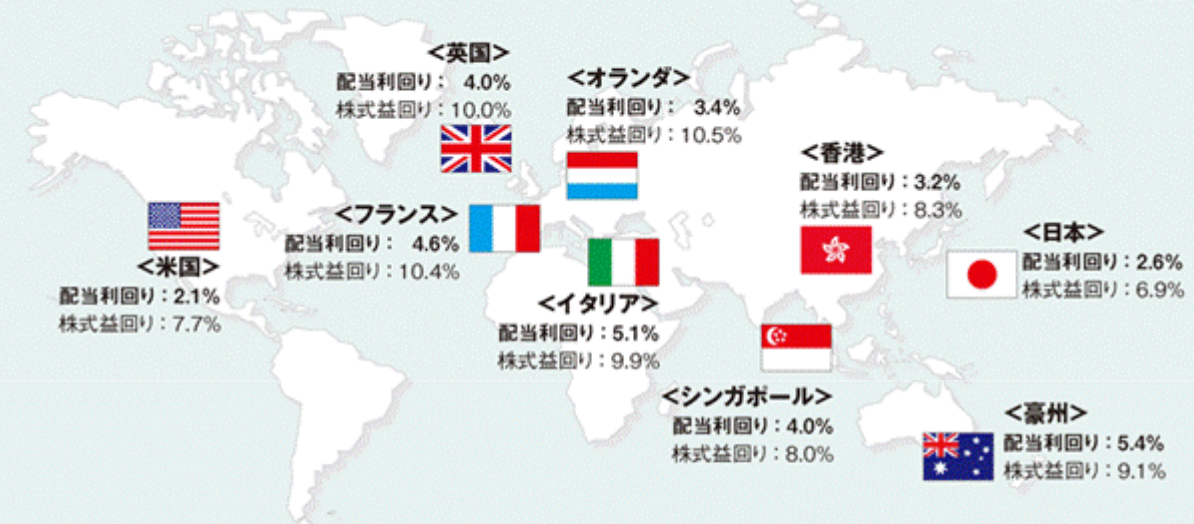 <英国>
配当利回り： 4.0%
株式益回り：10.0%
<オランダ>
配当利回り： 3.4%
株式益回り：10.5%
<香港>
配当利回り：3.2%
株式益回り：8.3%
<フランス>
配当利回り： 4.6%
株式益回り：10.4%
<日本>
配当利回り：2.6%
株式益回り：6.9%
<米国>
配当利回り：2.1%
株式益回り：7.7%
<イタリア>
配当利回り：5.1%
株式益回り：9.9%
<シンガポール>
配当利回り：4.0%
株式益回り：8.0%
<豪州>
配当利回り：5.4%
株式益回り：9.1%